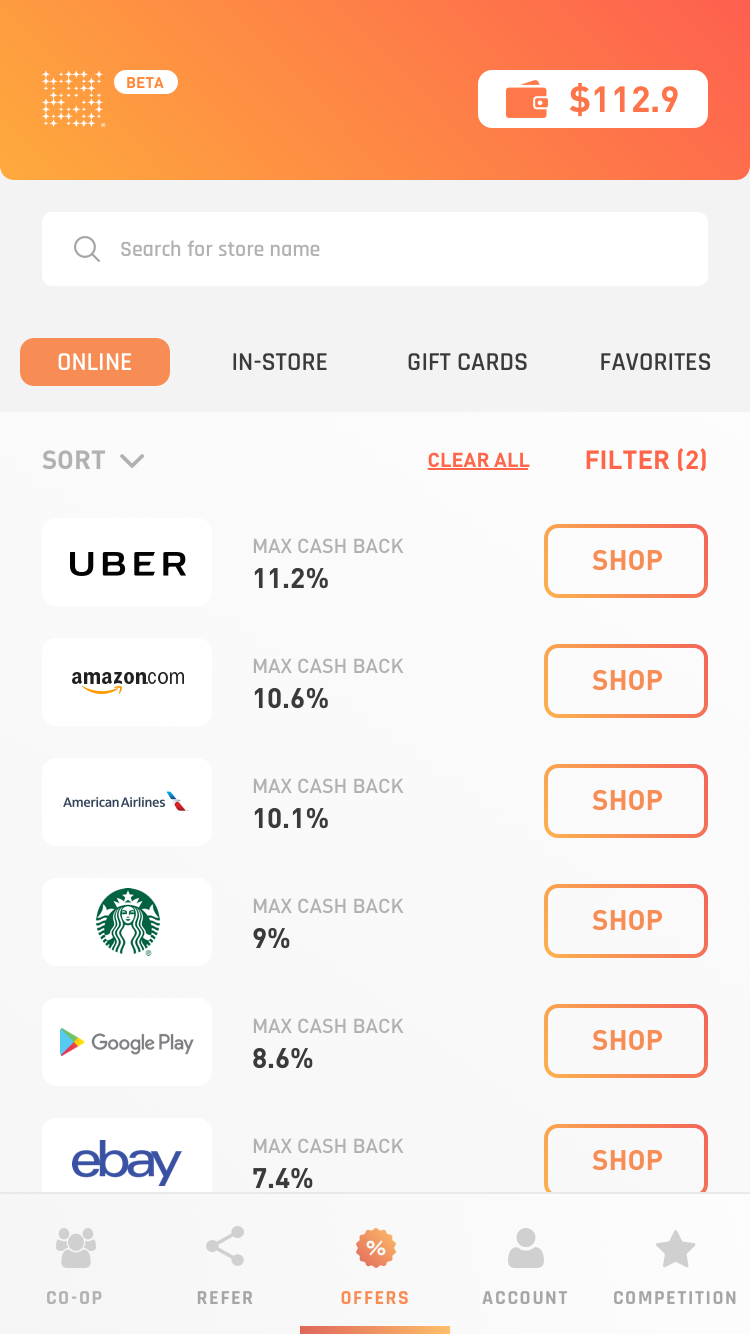 BETA
$112.9
Search for store name
ONLINE IN-STORE GIFT CARDS FAVORITES
SORT CLEAR ALL FILTER (2)
UBER
MAX CASH BACK
11.2%
SHOP
amazon.com
MAX CASH BACK
10.6%
SHOP
American Airlines
MAX CASH BACK
10.1%
SHOP
MAX CASH BACK
9%
SHOP
Google Play
MAX CASH BACK
8.6%
SHOP
ebay
MAX CASH BACK
7.4%
SHOP
%
CO-OP REFER OFFERS ACCOUNT COMPETITION